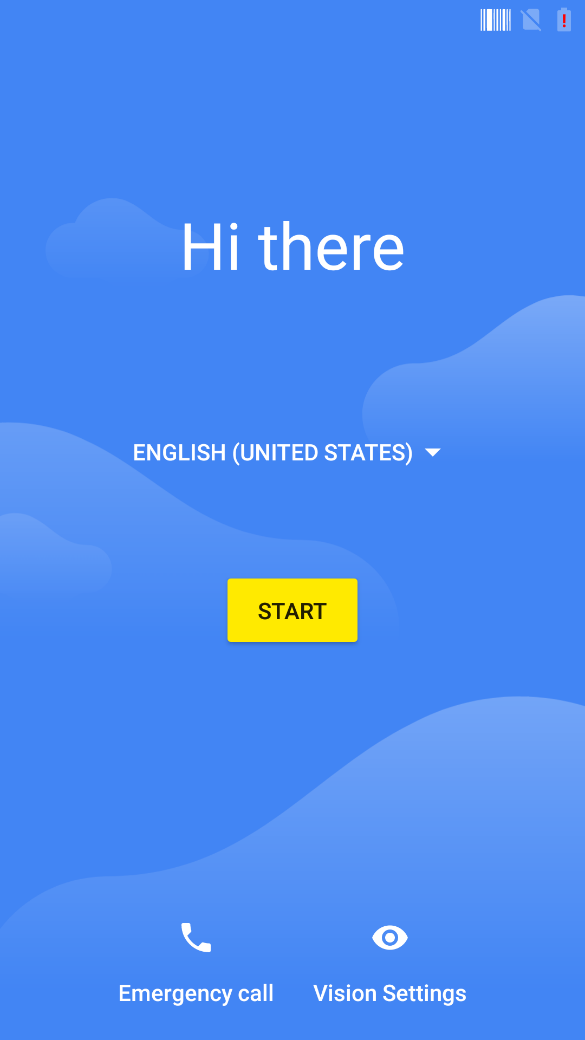 Hi there
ENGLISH (UNITED STATES)
START
Emergency call
Vision Settings